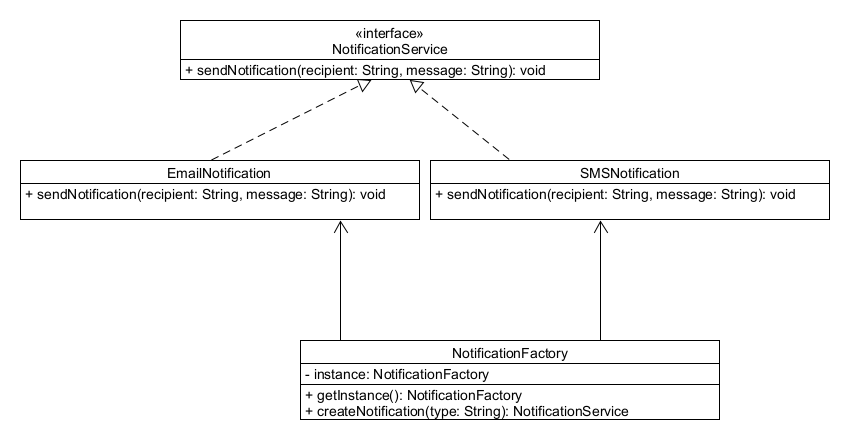 «interface»
NotificationService
+ sendNotification(recipient: String, message: String): void
EmailNotification
+ sendNotification(recipient: String, message: String): void
SMSNotification
+ sendNotification(recipient: String, message: String): void
NotificationFactory
- instance: NotificationFactory
+ getInstance(): NotificationFactory
+ createNotification(type: String): NotificationService